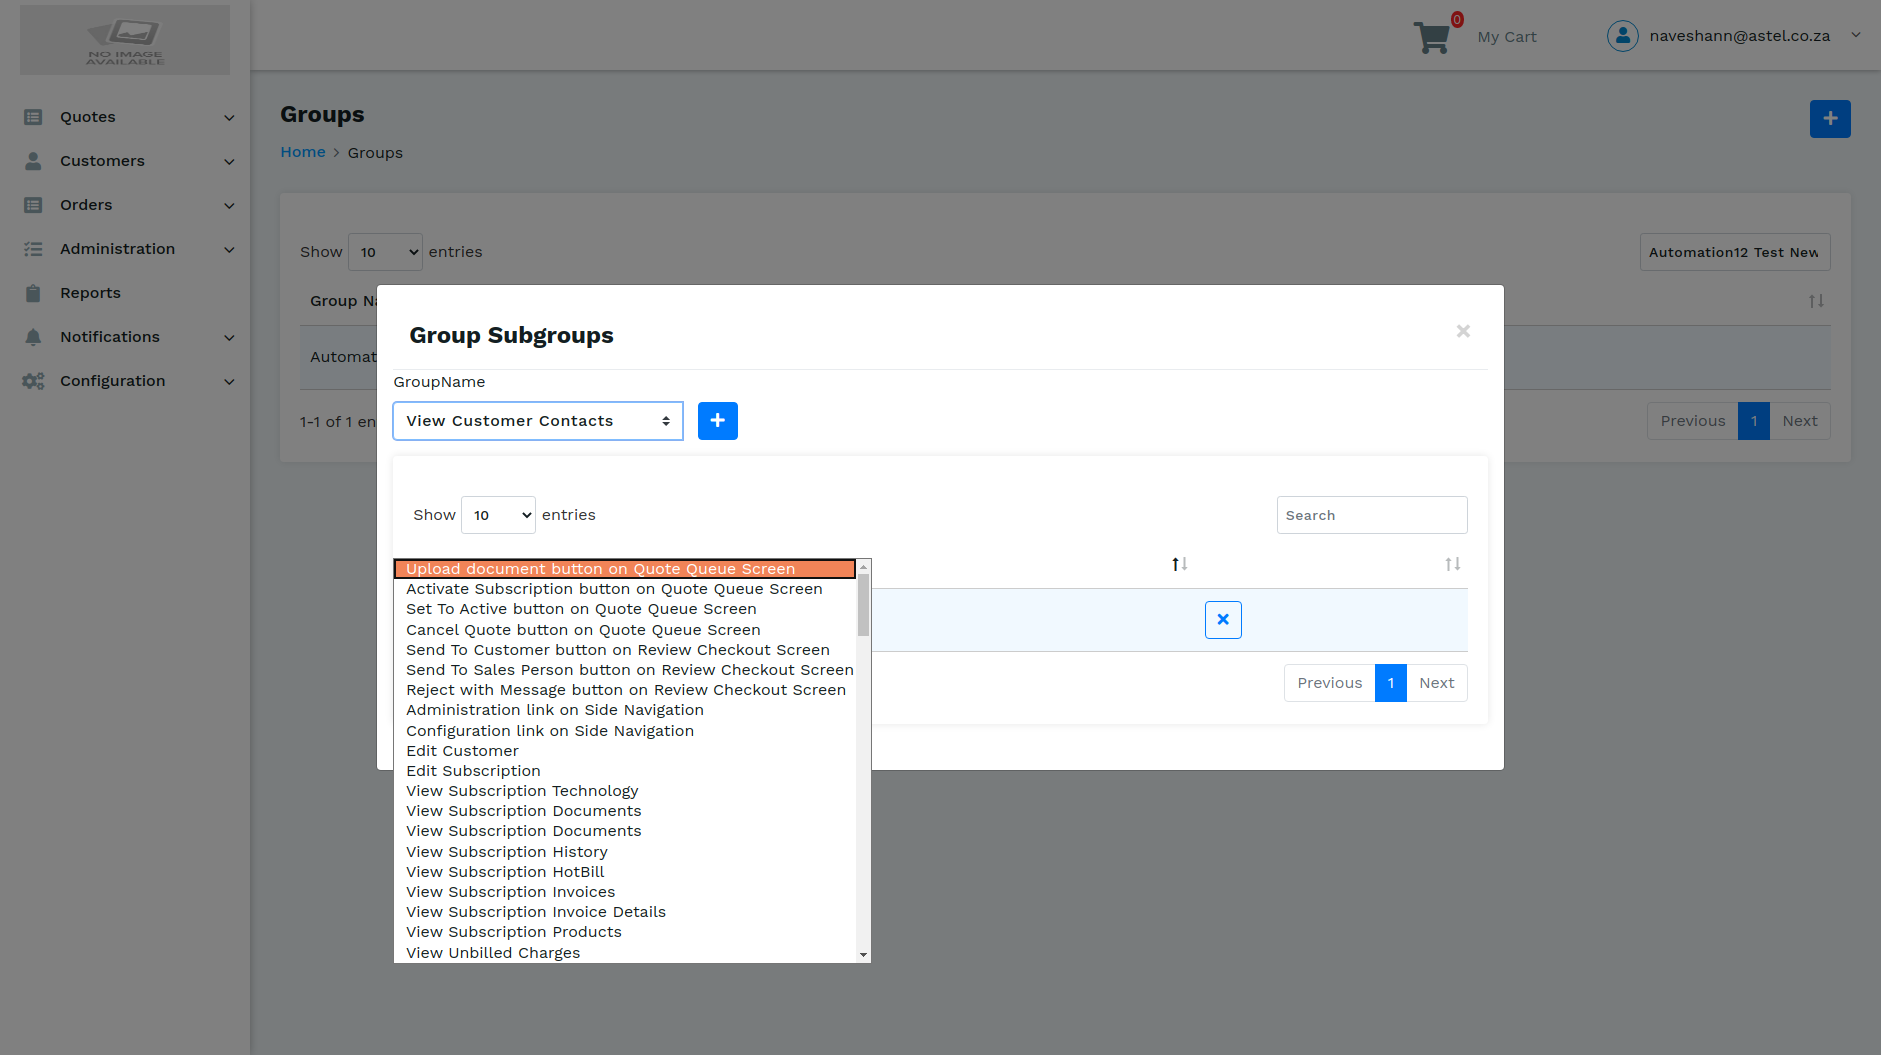 NO IMAGE
AVAILABLE
Quotes
Customers
Orders
Administration
Reports
Notifications
Configuration
0
My Cart
naveshann@astel.co.za
Groups
Home > Groups
Show 10 entries
Automation12 Test New
Group Na
Automat
1-1 of 1 en
Previous 1 Next
Group Subgroups
GroupName
View Customer Contacts
Show 10 entries
Search
Previous 1 Next
Upload document button on Quote Queue Screen
Activate Subscription button on Quote Queue Screen
Set To Active button on Quote Queue Screen
Cancel Quote button on Quote Queue Screen
Send To Customer button on Review Checkout Screen
Send To Sales Person button on Review Checkout Screen
Reject with Message button on Review Checkout Screen
Administration link on Side Navigation
Configuration link on Side Navigation
Edit Customer
Edit Subscription
View Subscription Technology
View Subscription Documents
View Subscription Documents
View Subscription History
View Subscription HotBill
View Subscription Invoices
View Subscription Invoice Details
View Subscription Products
View Unbilled Charges